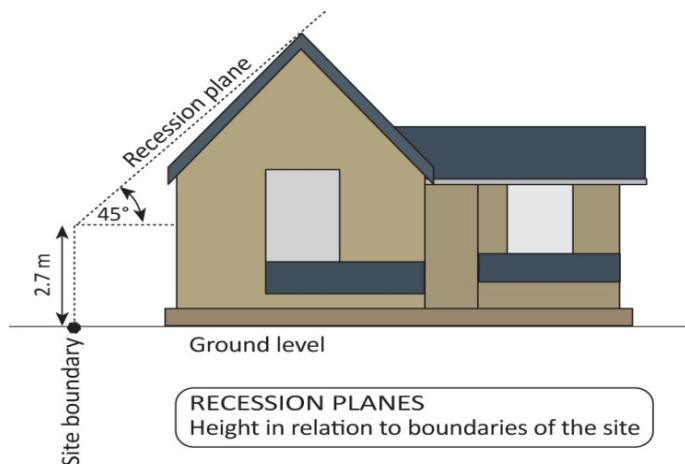 Recession plane
45°
2.7 m
Ground level
Site boundary
RECESSION PLANES
Height in relation to boundaries of the site